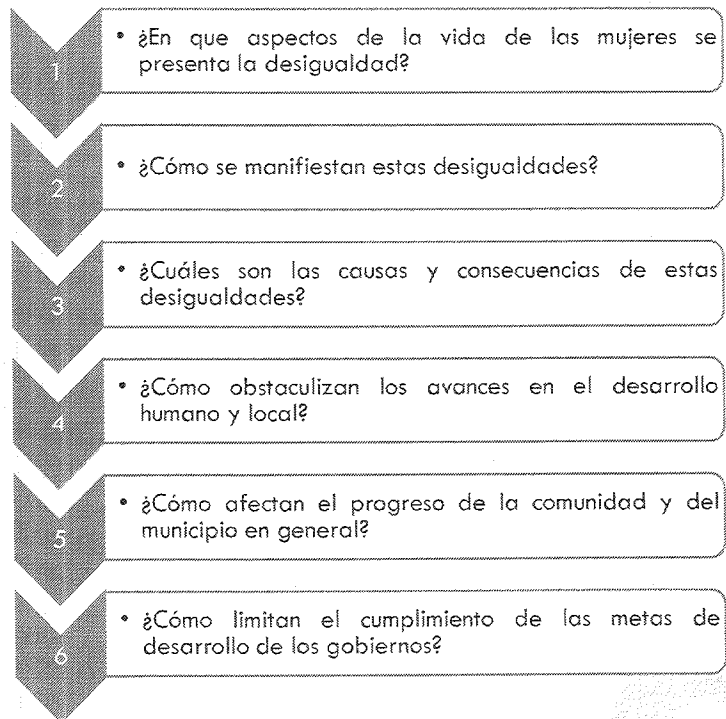 1
• ¿En que aspectos de la vida de las mujeres se
presenta la desigualdad?
2
• ¿Cómo se manifiestan estas desigualdades?
3
• ¿Cuáles son las causas y consecuencias de estas
desigualdades?
4
• ¿Cómo obstaculizan los avances en el desarrollo
humano y local?
5
• ¿Cómo afectan el progreso de la comunidad y del
municipio en general?
6
• ¿Cómo limitan el cumplimiento de las metas de
desarrollo de los gobiernos?